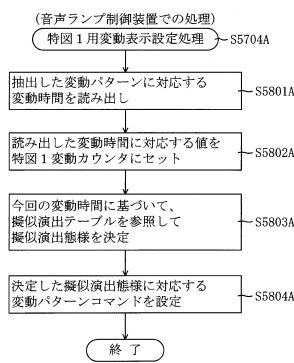 (音声ランプ制御装置での処理)
特図1用変動表示設定処理
S5704A
抽出した変動パターンに対応する
変動時間を読み出し
S5801A
読み出した変動時間に対応する値を
特図1変動カウンタにセット
S5802A
今回の変動時間に基づいて、
擬似演出テーブルを参照して
擬似演出態様を決定
S5803A
決定した擬似演出態様に対応する
変動パターンコマンドを設定
S5804A
終了